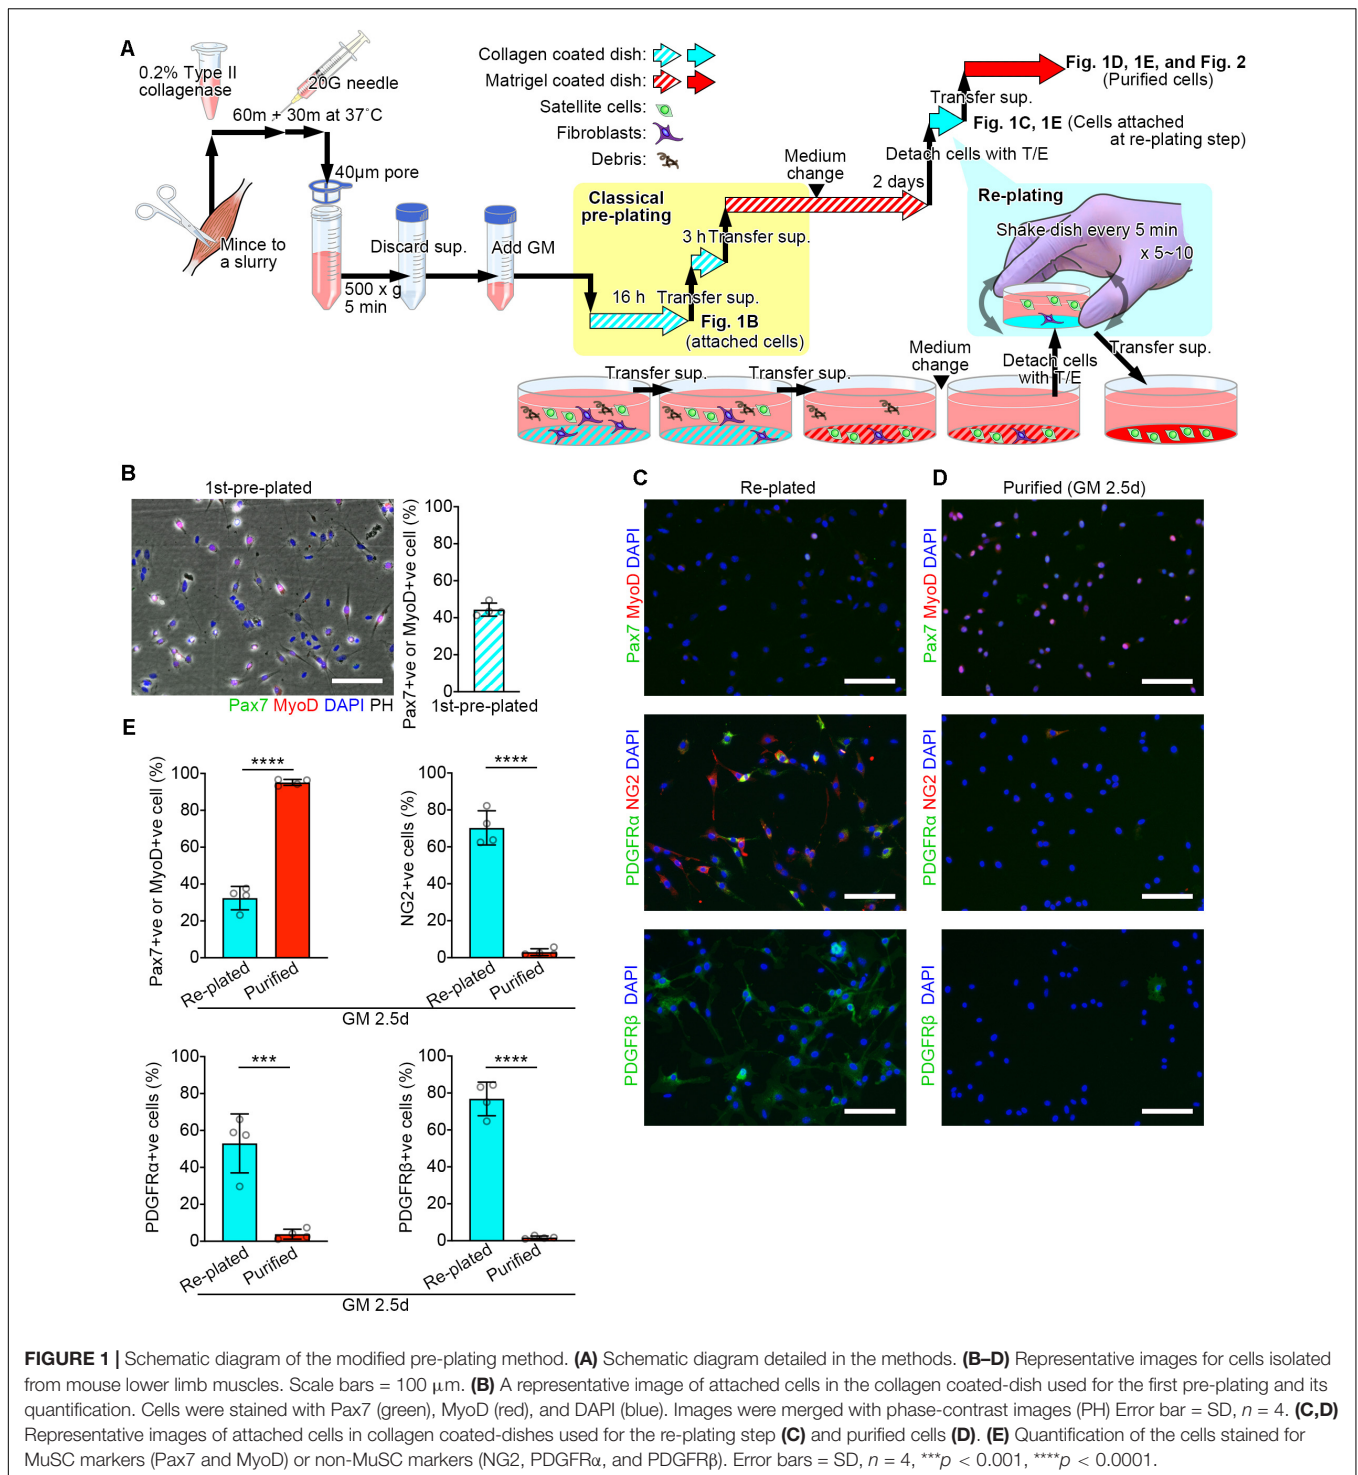 A
0.2% Type II
collagenase
20G needle
60m + 30m at 37°C
40µm pore
Mince to
a slurry
Discard sup.
Add GM
500 x g
5 min
Collagen coated dish:
Matrigel coated dish:
Satellite cells:
Fibroblasts:
Debris:
Classical
pre-plating
16 h
Transfer sup.
Fig. 1B
(attached cells)
3 h
Transfer sup.
Medium
change
2 days
Detach cells with T/E
Transfer sup.
Fig. 1D, 1E, and Fig. 2
(Purified cells)
Fig. 1C, 1E (Cells attached
at re-plating step)
Re-plating
Shake dish every 5 min
x 5~10
Transfer sup.
Transfer sup.
Medium
change
Detach cells
with T/E
Transfer sup.
B
1st-pre-plated
Pax7 MyoD DAPI PH
Pax7+ve or MyoD+ve cell (%)
100
80
60
40
20
0
1st-pre-plated
C
Re-plated
Pax7 MyoD DAPI
PDGFRα NG2 DAPI
PDGFRβ DAPI
D
Purified (GM 2.5d)
Pax7 MyoD DAPI
PDGFRα NG2 DAPI
PDGFRβ DAPI
E
Pax7+ve or MyoD+ve cell (%)
100
80
60
40
20
0
****
Re-plated
Purified
NG2+ve cells (%)
100
80
60
40
20
0
****
Re-plated
Purified
GM 2.5d
PDGFRα+ve cells (%)
100
80
60
40
20
0
***
Re-plated
Purified
PDGFRβ+ve cells (%)
100
80
60
40
20
0
****
Re-plated
Purified
GM 2.5d
FIGURE 1 | Schematic diagram of the modified pre-plating method. (A) Schematic diagram detailed in the methods. (B–D) Representative images for cells isolated
from mouse lower limb muscles. Scale bars = 100 µm. (B) A representative image of attached cells in the collagen coated-dish used for the first pre-plating and its
quantification. Cells were stained with Pax7 (green), MyoD (red), and DAPI (blue). Images were merged with phase-contrast images (PH) Error bar = SD, n = 4. (C,D)
Representative images of attached cells in collagen coated-dishes used for the re-plating step (C) and purified cells (D). (E) Quantification of the cells stained for
MuSC markers (Pax7 and MyoD) or non-MuSC markers (NG2, PDGFRα, and PDGFRβ). Error bars = SD, n = 4, ***p < 0.001, ****p < 0.0001.